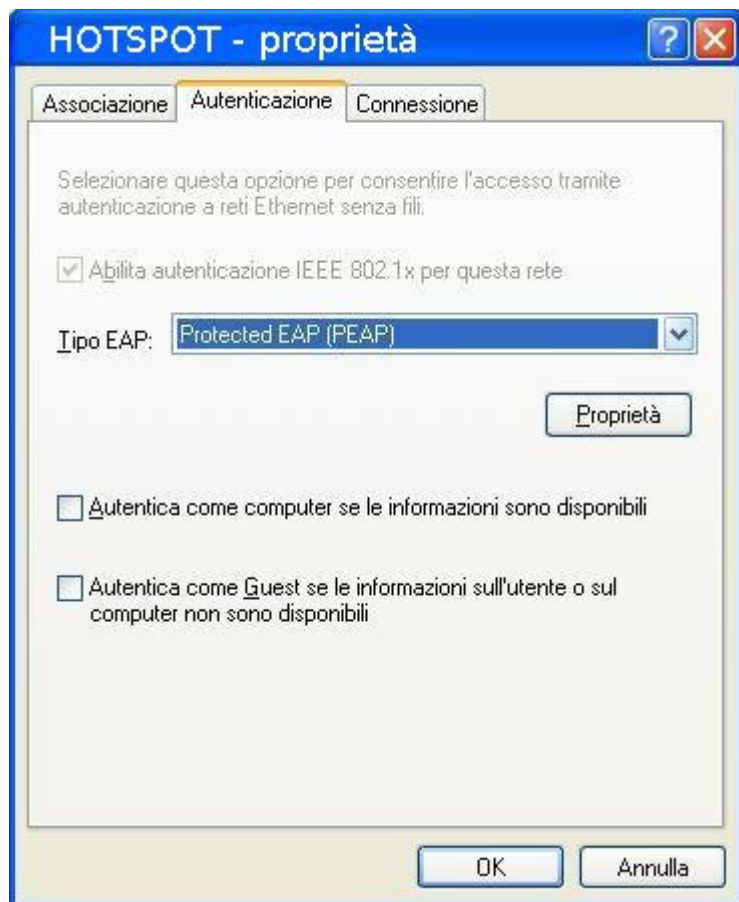 HOTSPOT - proprietà
Associazione Autenticazione Connessione
Selezionare questa opzione per consentire l'accesso tramite
autenticazione a reti Ethernet senza fili.
Abilita autenticazione IEEE 802.1x per questa rete
Tipo EAP: Protected EAP (PEAP)
Proprietà
Autentica come computer se le informazioni sono disponibili
Autentica come Guest se le informazioni sull'utente o sul
computer non sono disponibili
OK Annulla